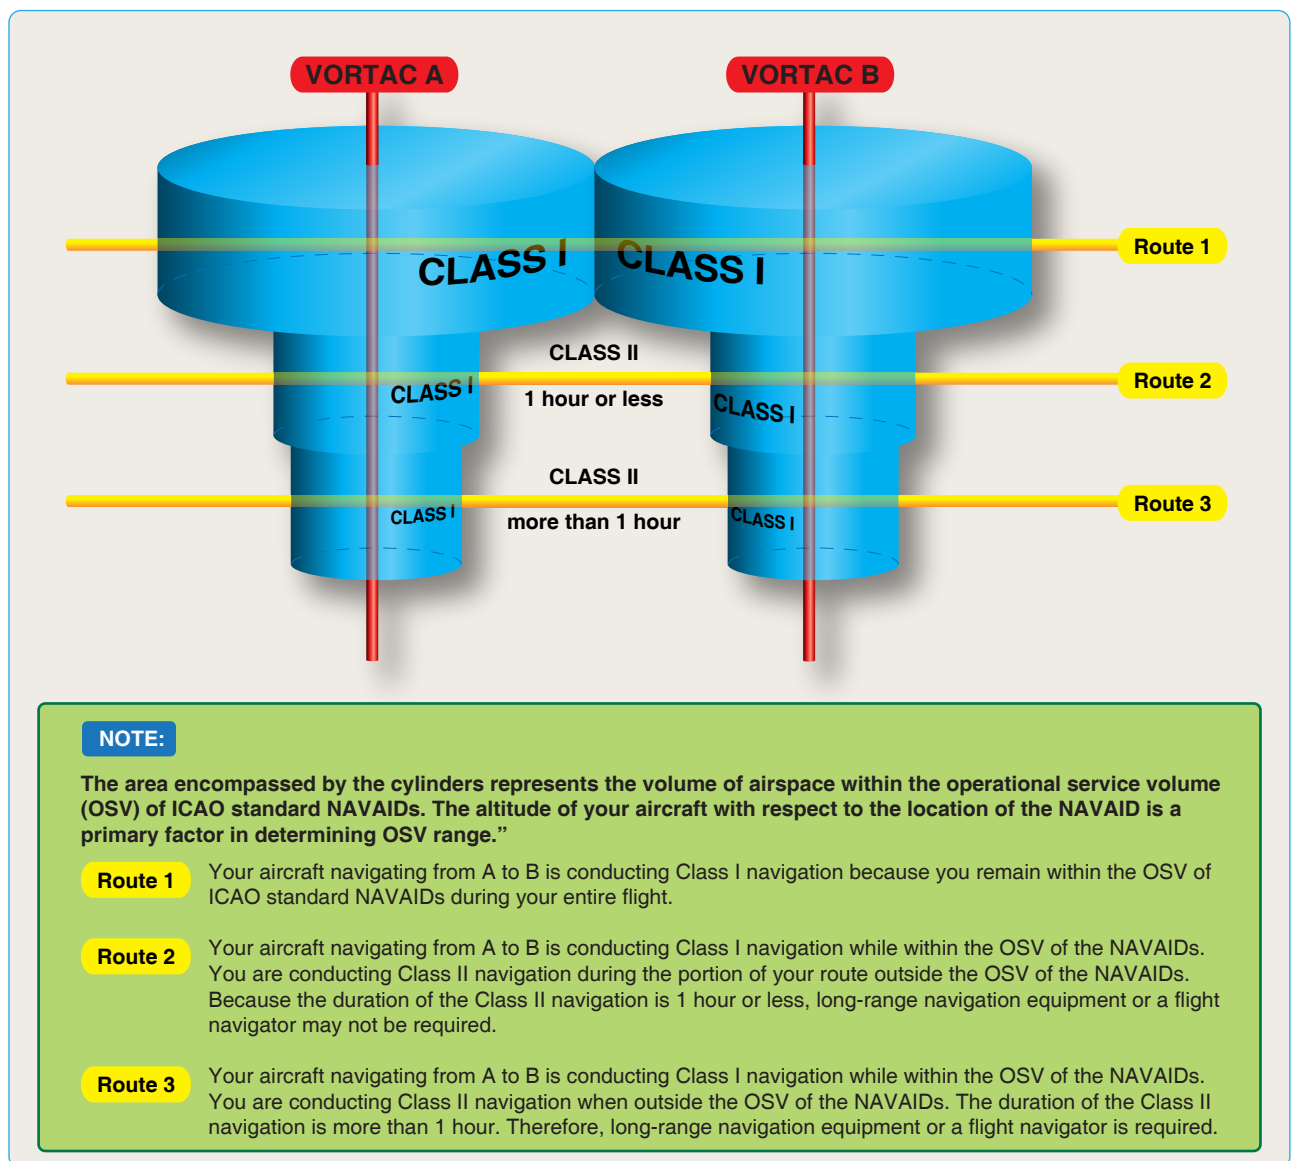 VORTAC A
VORTAC B
CLASS I
CLASS I
Route 1
CLASS II
1 hour or less
CLASS I
CLASS I
Route 2
CLASS II
more than 1 hour
CLASS I
CLASS I
Route 3
NOTE:
The area encompassed by the cylinders represents the volume of airspace within the operational service volume
(OSV) of ICAO standard NAVAIDs. The altitude of your aircraft with respect to the location of the NAVAID is a
primary factor in determining OSV range.”
Route 1
Your aircraft navigating from A to B is conducting Class I navigation because you remain within the OSV of
ICAO standard NAVAIDs during your entire flight.
Route 2
Your aircraft navigating from A to B is conducting Class I navigation while within the OSV of the NAVAIDs.
You are conducting Class II navigation during the portion of your route outside the OSV of the NAVAIDs.
Because the duration of the Class II navigation is 1 hour or less, long-range navigation equipment or a flight
navigator may not be required.
Route 3
Your aircraft navigating from A to B is conducting Class I navigation while within the OSV of the NAVAIDs.
You are conducting Class II navigation when outside the OSV of the NAVAIDs. The duration of the Class II
navigation is more than 1 hour. Therefore, long-range navigation equipment or a flight navigator is required.